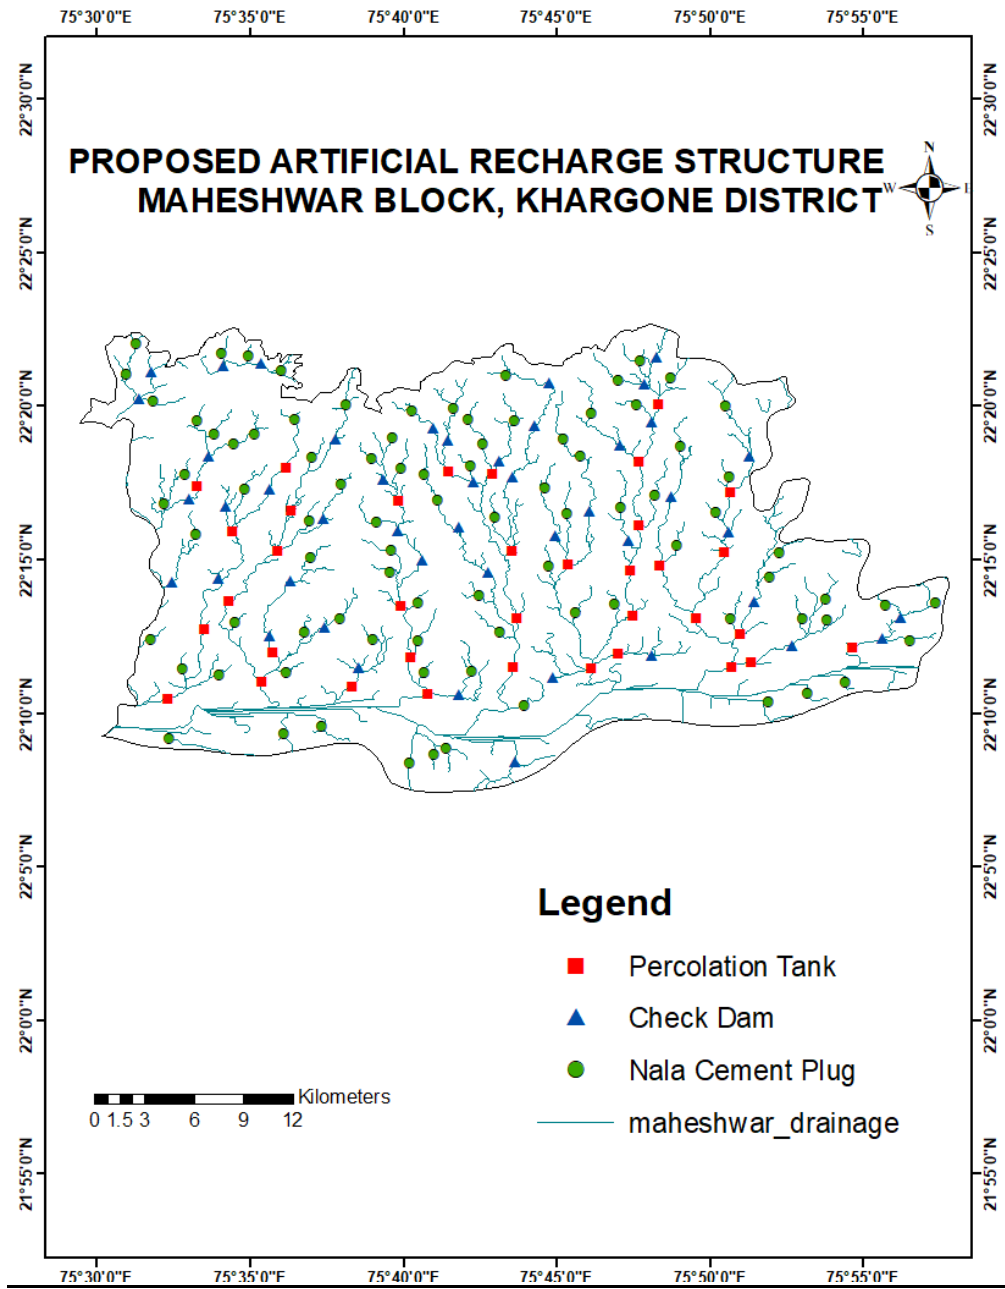 75°30'0"E 75°35'0"E 75°40'0"E 75°45'0"E 75°50'0"E 75°55'0"E
22°30'0"N 22°30'0"N
PROPOSED ARTIFICIAL RECHARGE STRUCTURE
MAHESHWAR BLOCK, KHARGONE DISTRICT
N
W E
S
22°25'0"N 22°25'0"N
22°20'0"N 22°20'0"N
22°15'0"N 22°15'0"N
22°10'0"N 22°10'0"N
22°5'0"N 22°5'0"N
Legend
Percolation Tank
Check Dam
Nala Cement Plug
maheshwar_drainage
22°0'0"N 22°0'0"N
Kilometers
0 1.5 3 6 9 12
21°55'0"N 21°55'0"N
75°30'0"E 75°35'0"E 75°40'0"E 75°45'0"E 75°50'0"E 75°55'0"E